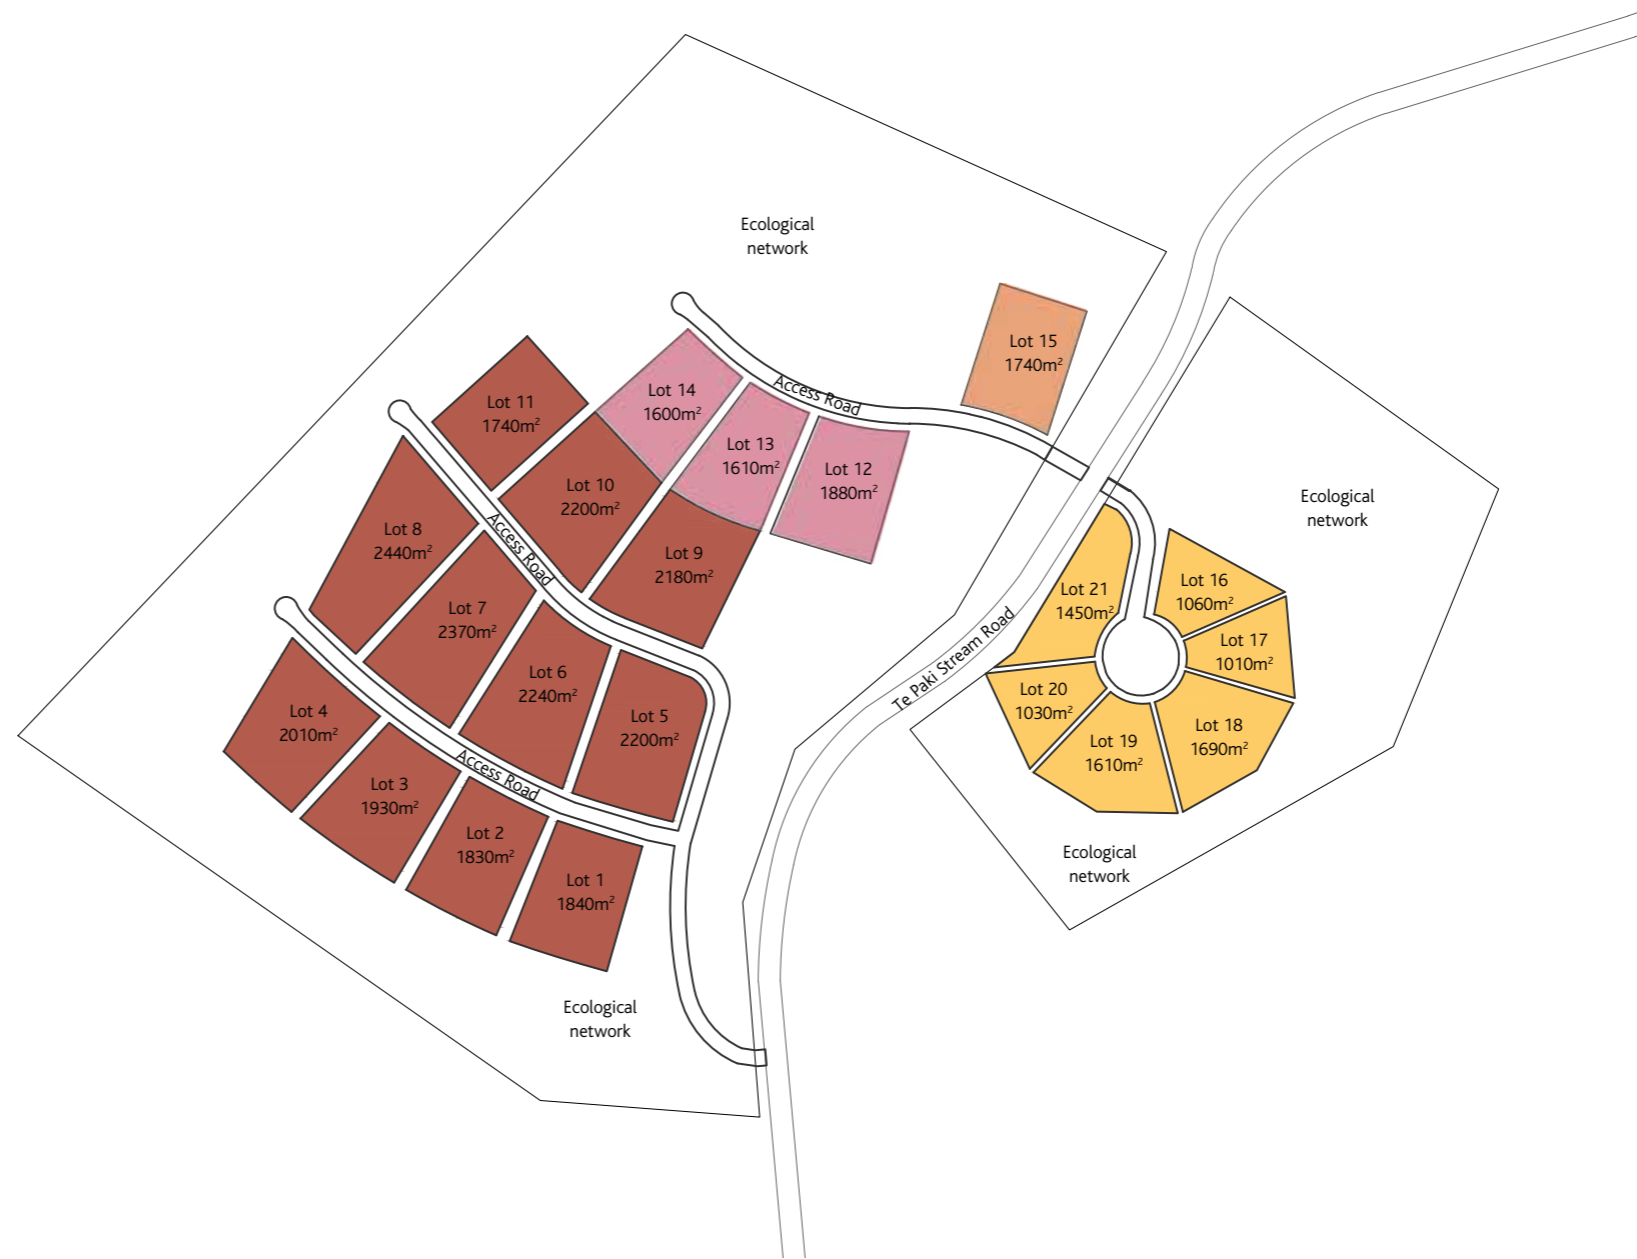 Ecological
network
Lot 15
1740m²
Access Road
Lot 14
1600m²
Lot 11
1740m²
Lot 13
1610m²
Lot 12
1880m²
Lot 10
2200m²
Ecological
network
Lot 8
2440m²
Access Road
Lot 9
2180m²
Lot 21
1450m²
Lot 16
1060m²
Lot 7
2370m²
Lot 17
1010m²
Te Paki Stream Road
Lot 6
2240m²
Lot 20
1030m²
Lot 4
2010m²
Lot 5
2200m²
Lot 18
1690m²
Lot 19
1610m²
Access Road
Lot 3
1930m²
Lot 2
1830m²
Ecological
network
Lot 1
1840m²
Ecological
network